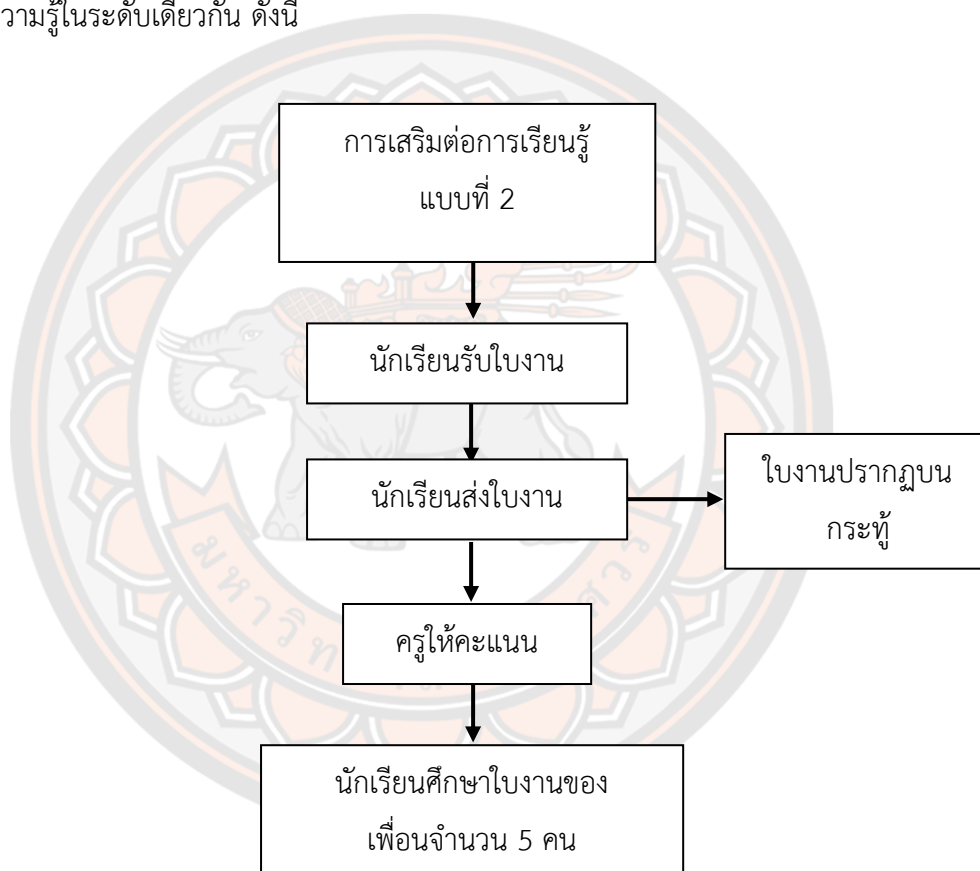 วามรู้ในระดับเดียวกัน ดังนี้
การเสริมต่อการเรียนรู้
แบบที่ 2
นักเรียนรับใบงาน
นักเรียนส่งใบงาน
ใบงานปรากฏบน
กระทู้
ครูให้คะแนน
นักเรียนศึกษาใบงานของ
เพื่อนจำนวน 5 คน